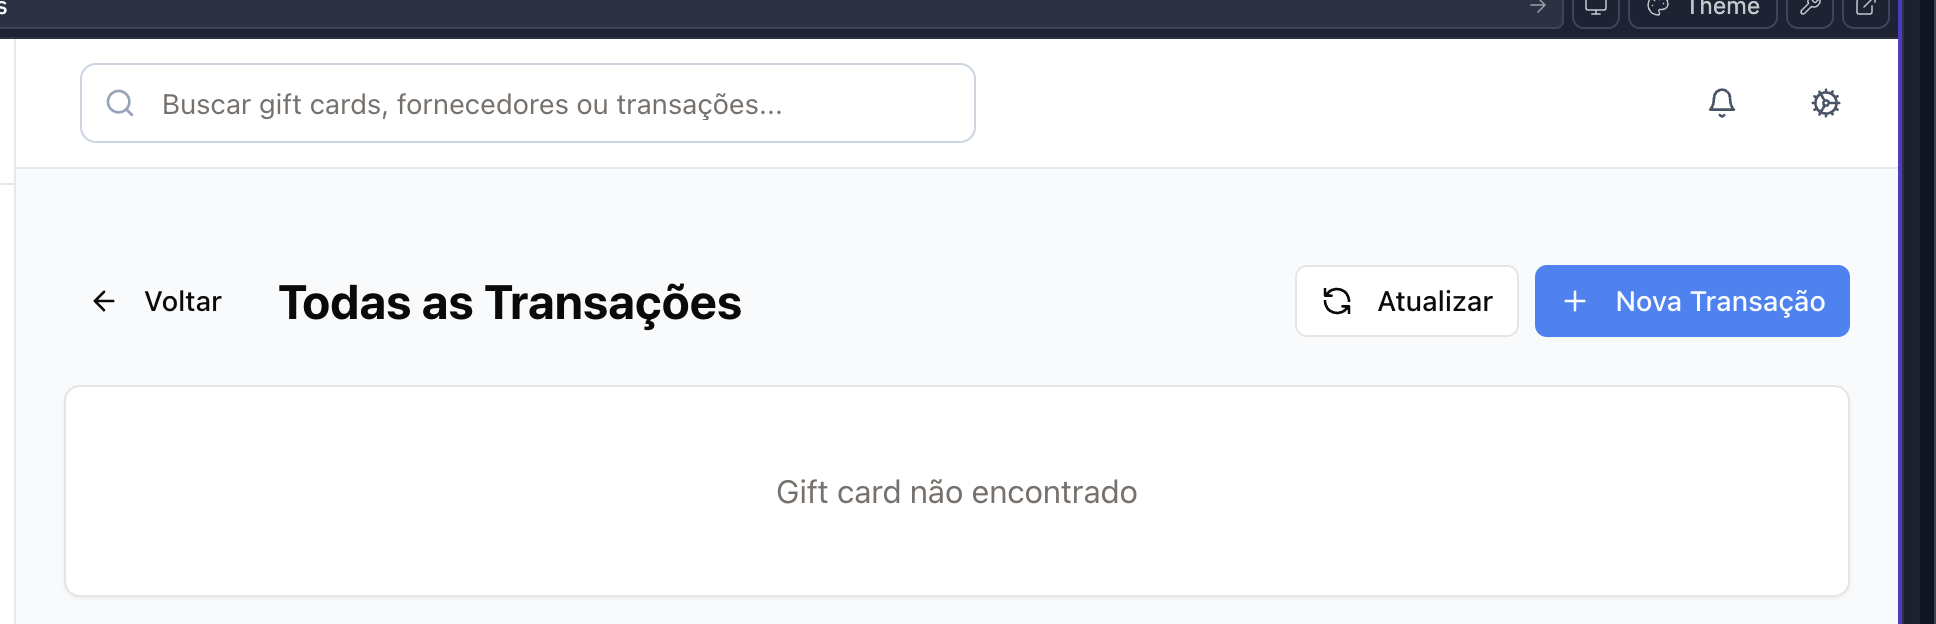 Theme
Buscar gift cards, fornecedores ou transações...
Voltar
Todas as Transações
Atualizar
Nova Transação
Gift card não encontrado